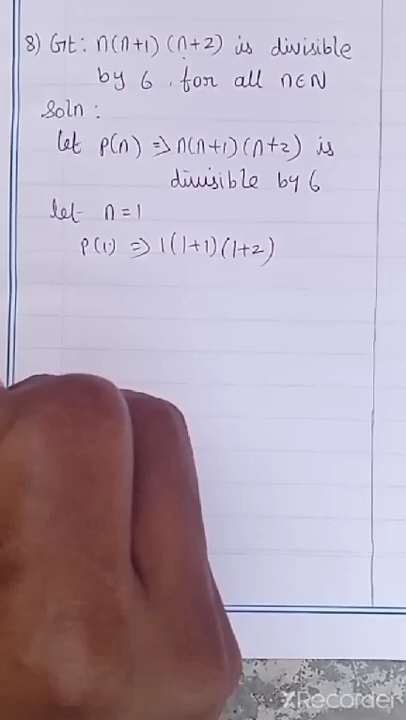 8) Gt: n(n+1)(n+2) is divisible
by 6. for all n∈N
Soln:
let P(n) ⇒ n(n+1)(n+2) is
divisible by 6
let n=1
P(1) ⇒ 1(1+1)(1+2)
XRecorder